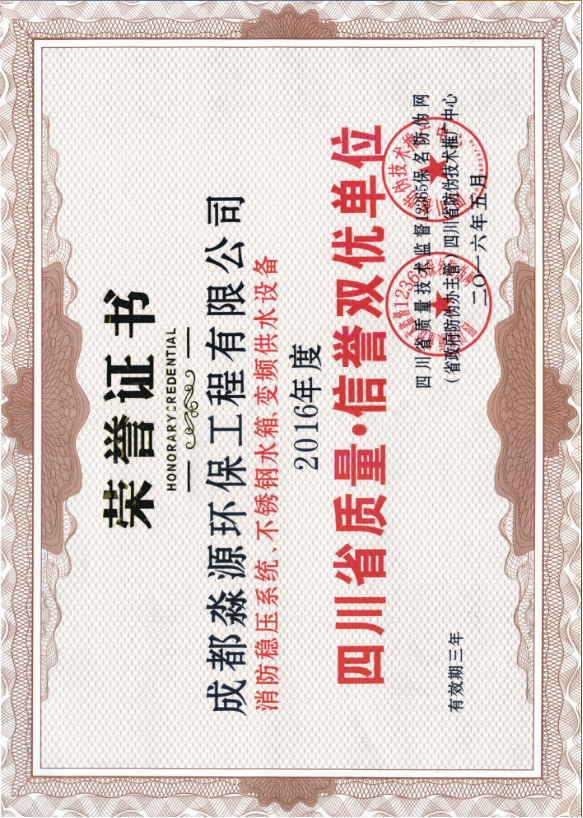 荣誉证书
HONORARY CREDENTIAL
成都淼源环保工程有限公司
消防稳压系统、不锈钢水箱、变频供水设备
2016年度
四川省质量·信誉双优单位
四川省质量技术监督12365保名防伪网
(省政府防伪办主管)四川省防伪技术推广中心
有效期三年
二〇一六年五月